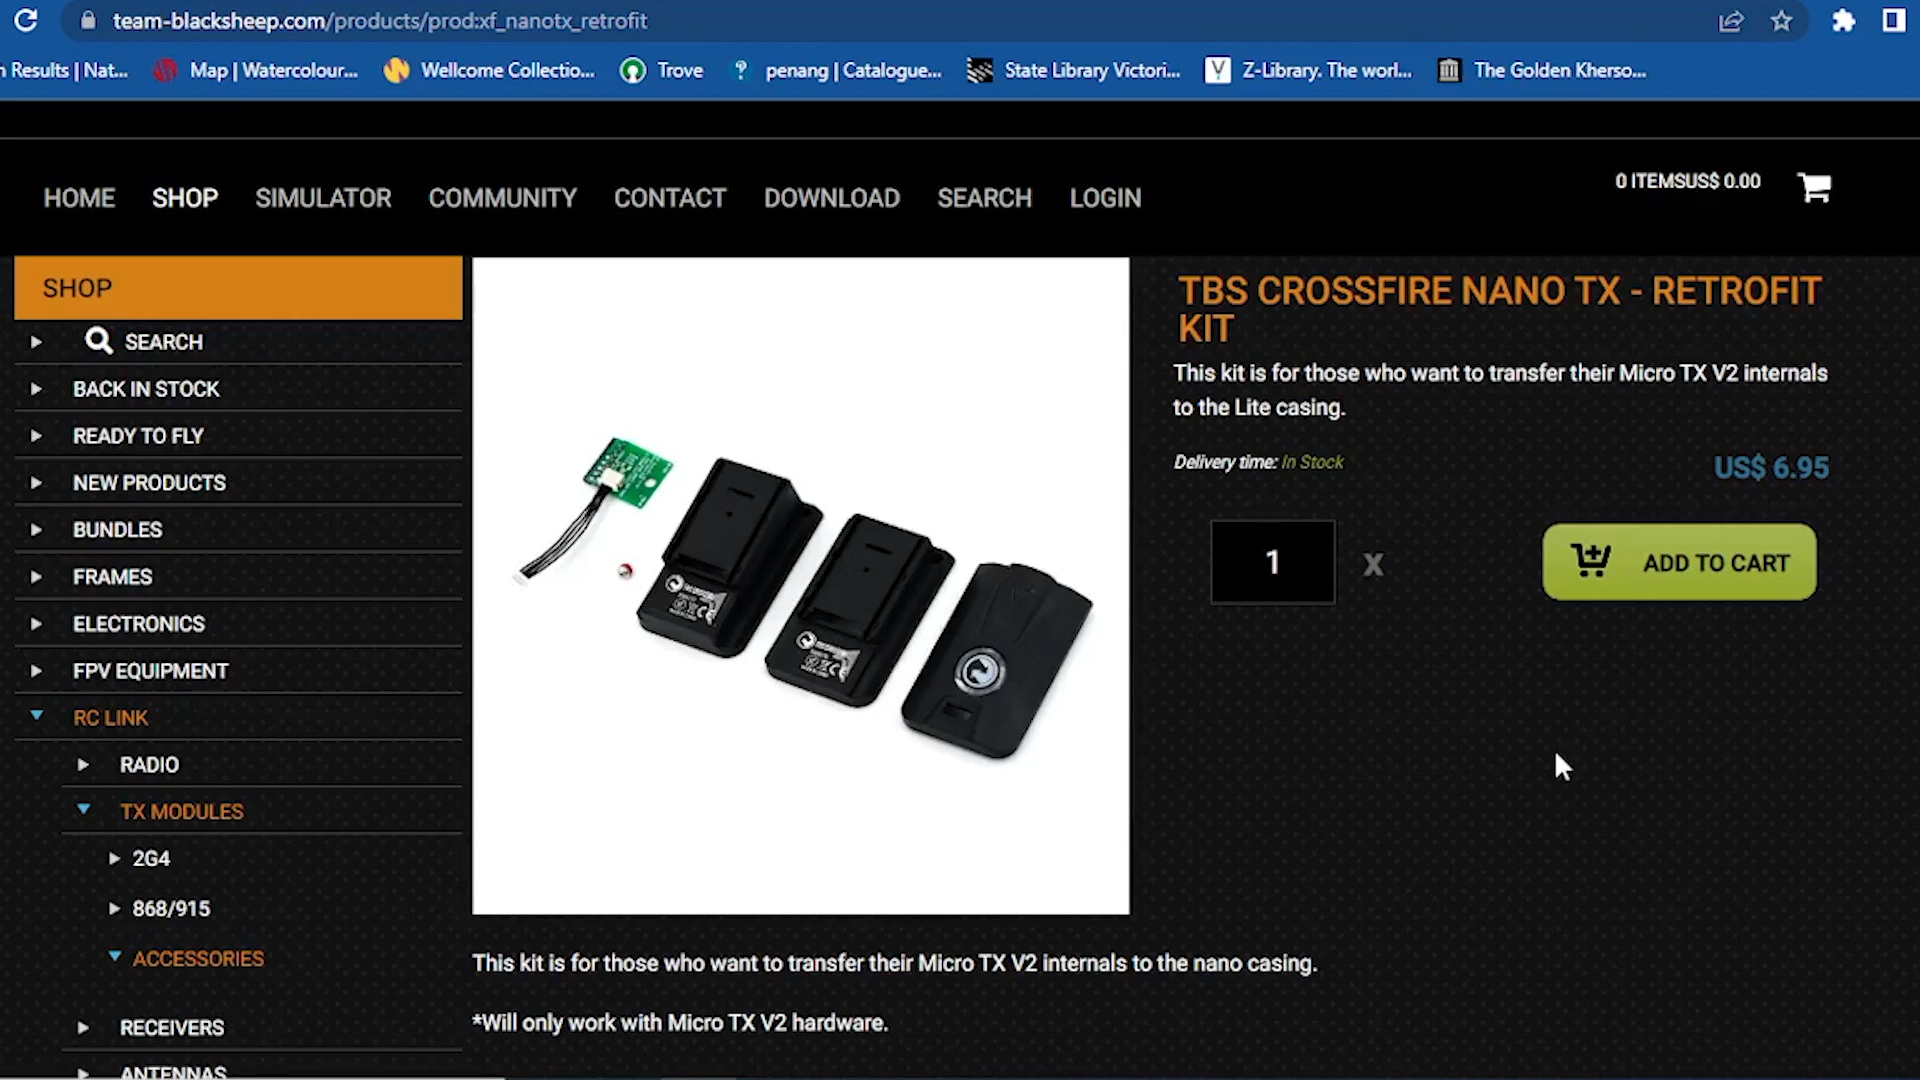 team-blacksheep.com/products/prod:xf_nanotx_retrofit
n Results | Nat... Map | Watercolour... Wellcome Collectio... Trove penang | Catalogue... State Library Victori... Z-Library. The worl... The Golden Kherso...
0 ITEMSUS$ 0.00
HOME SHOP SIMULATOR COMMUNITY CONTACT DOWNLOAD SEARCH LOGIN
SHOP
SEARCH
BACK IN STOCK
READY TO FLY
NEW PRODUCTS
BUNDLES
FRAMES
ELECTRONICS
FPV EQUIPMENT
RC LINK
RADIO
TX MODULES
2G4
868/915
ACCESSORIES
RECEIVERS
ANTENNAS
TBS CROSSFIRE NANO TX - RETROFIT
KIT
This kit is for those who want to transfer their Micro TX V2 internals
to the Lite casing.
Delivery time: In Stock
US$ 6.95
1 X
ADD TO CART
This kit is for those who want to transfer their Micro TX V2 internals to the nano casing.
*Will only work with Micro TX V2 hardware.